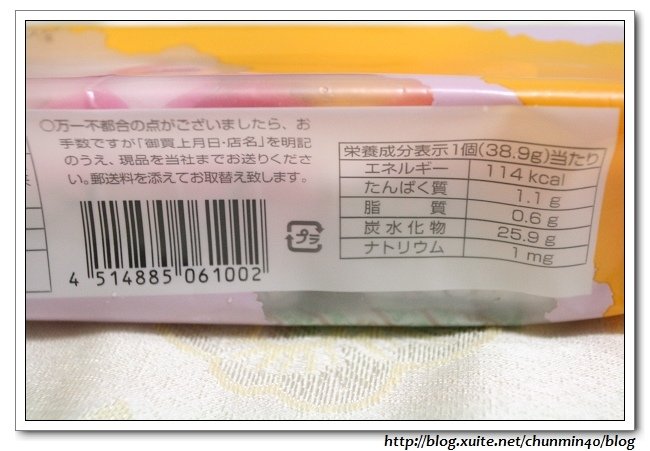 ○万一不都合の点がございましたら、お
手数ですが「御買上月日・店名」を明記
のうえ、現品を当社までお送りくださ
い。郵送料を添えてお取替え致します。
4 514885 061002
プラ
栄養成分表示1個(38.9g)当たり
エネルギー 114 kcal
たんぱく質 1.1 g
脂質 0.6 g
炭水化物 25.9 g
ナトリウム 1 mg
http://blog.xuite.net/chunmin40/blog